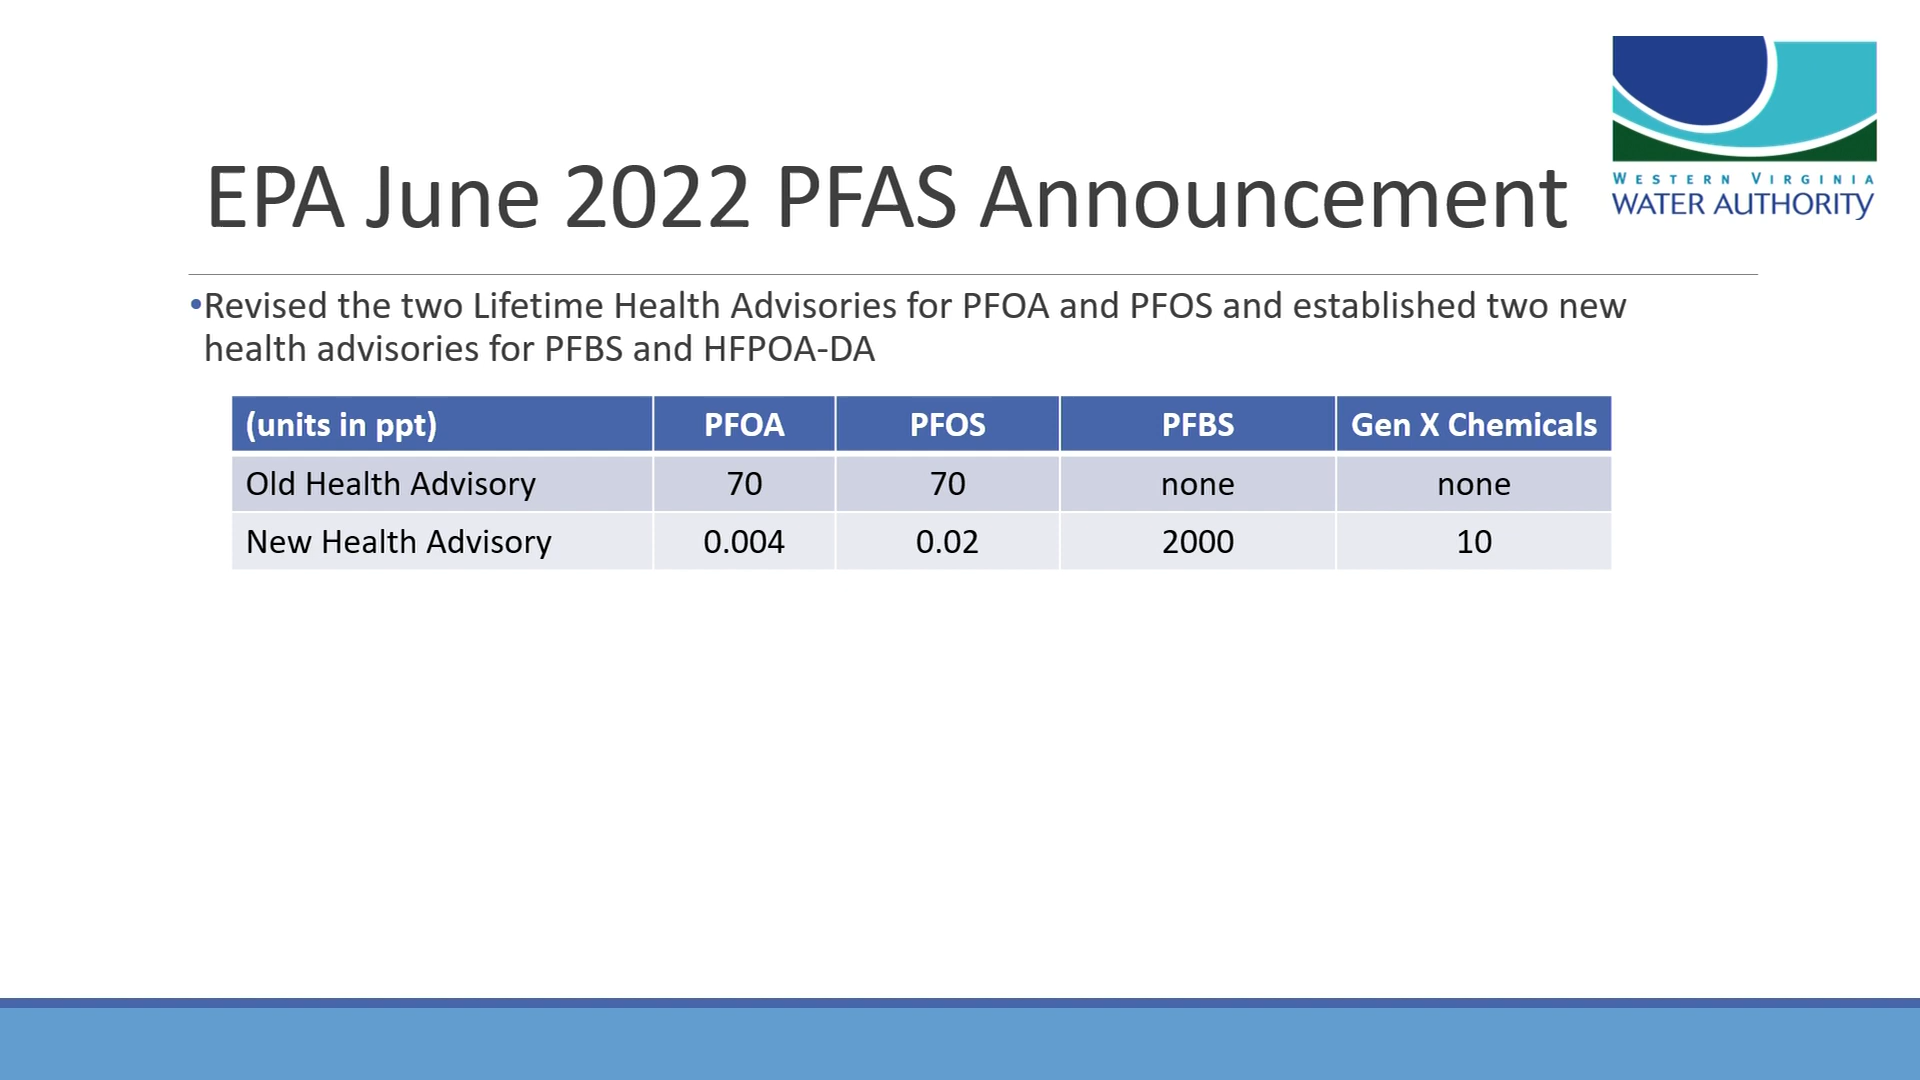 WESTERN VIRGINIA
WATER AUTHORITY
EPA June 2022 PFAS Announcement
•Revised the two Lifetime Health Advisories for PFOA and PFOS and established two new
health advisories for PFBS and HFPOA-DA
(units in ppt) PFOA PFOS PFBS Gen X Chemicals
Old Health Advisory 70 70 none none
New Health Advisory 0.004 0.02 2000 10